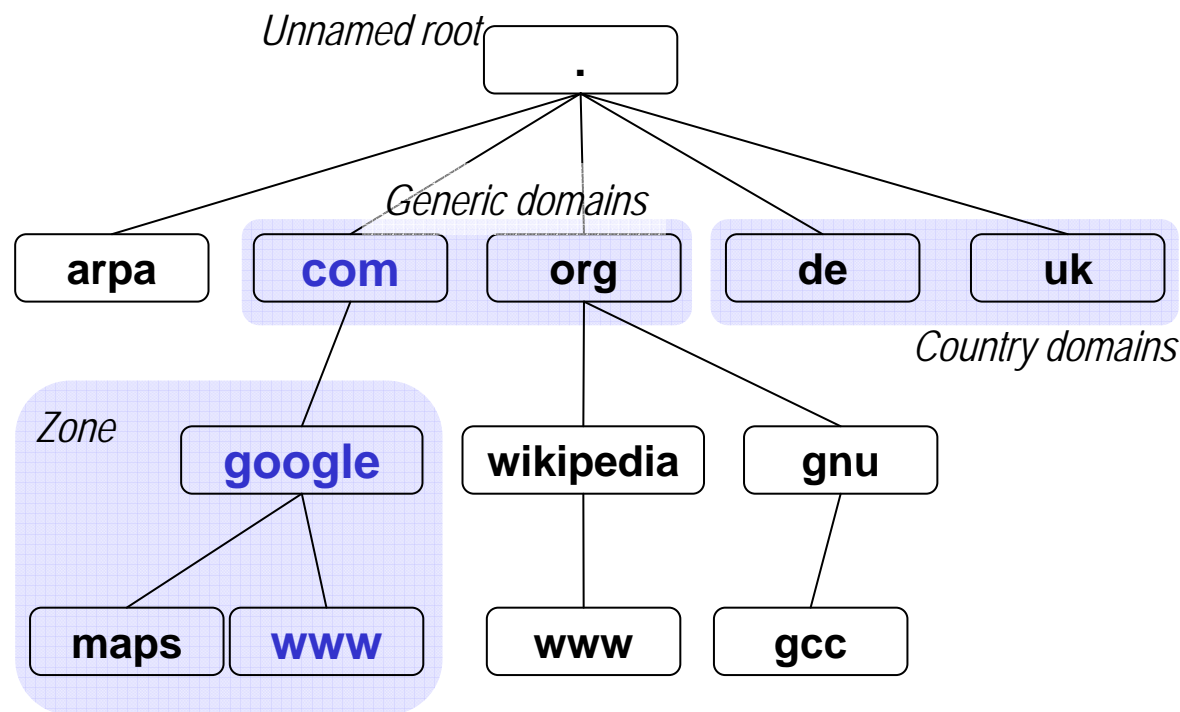 Unnamed root
.
Generic domains
arpa
com
org
de
uk
Country domains
Zone
google
wikipedia
gnu
maps
www
www
gcc